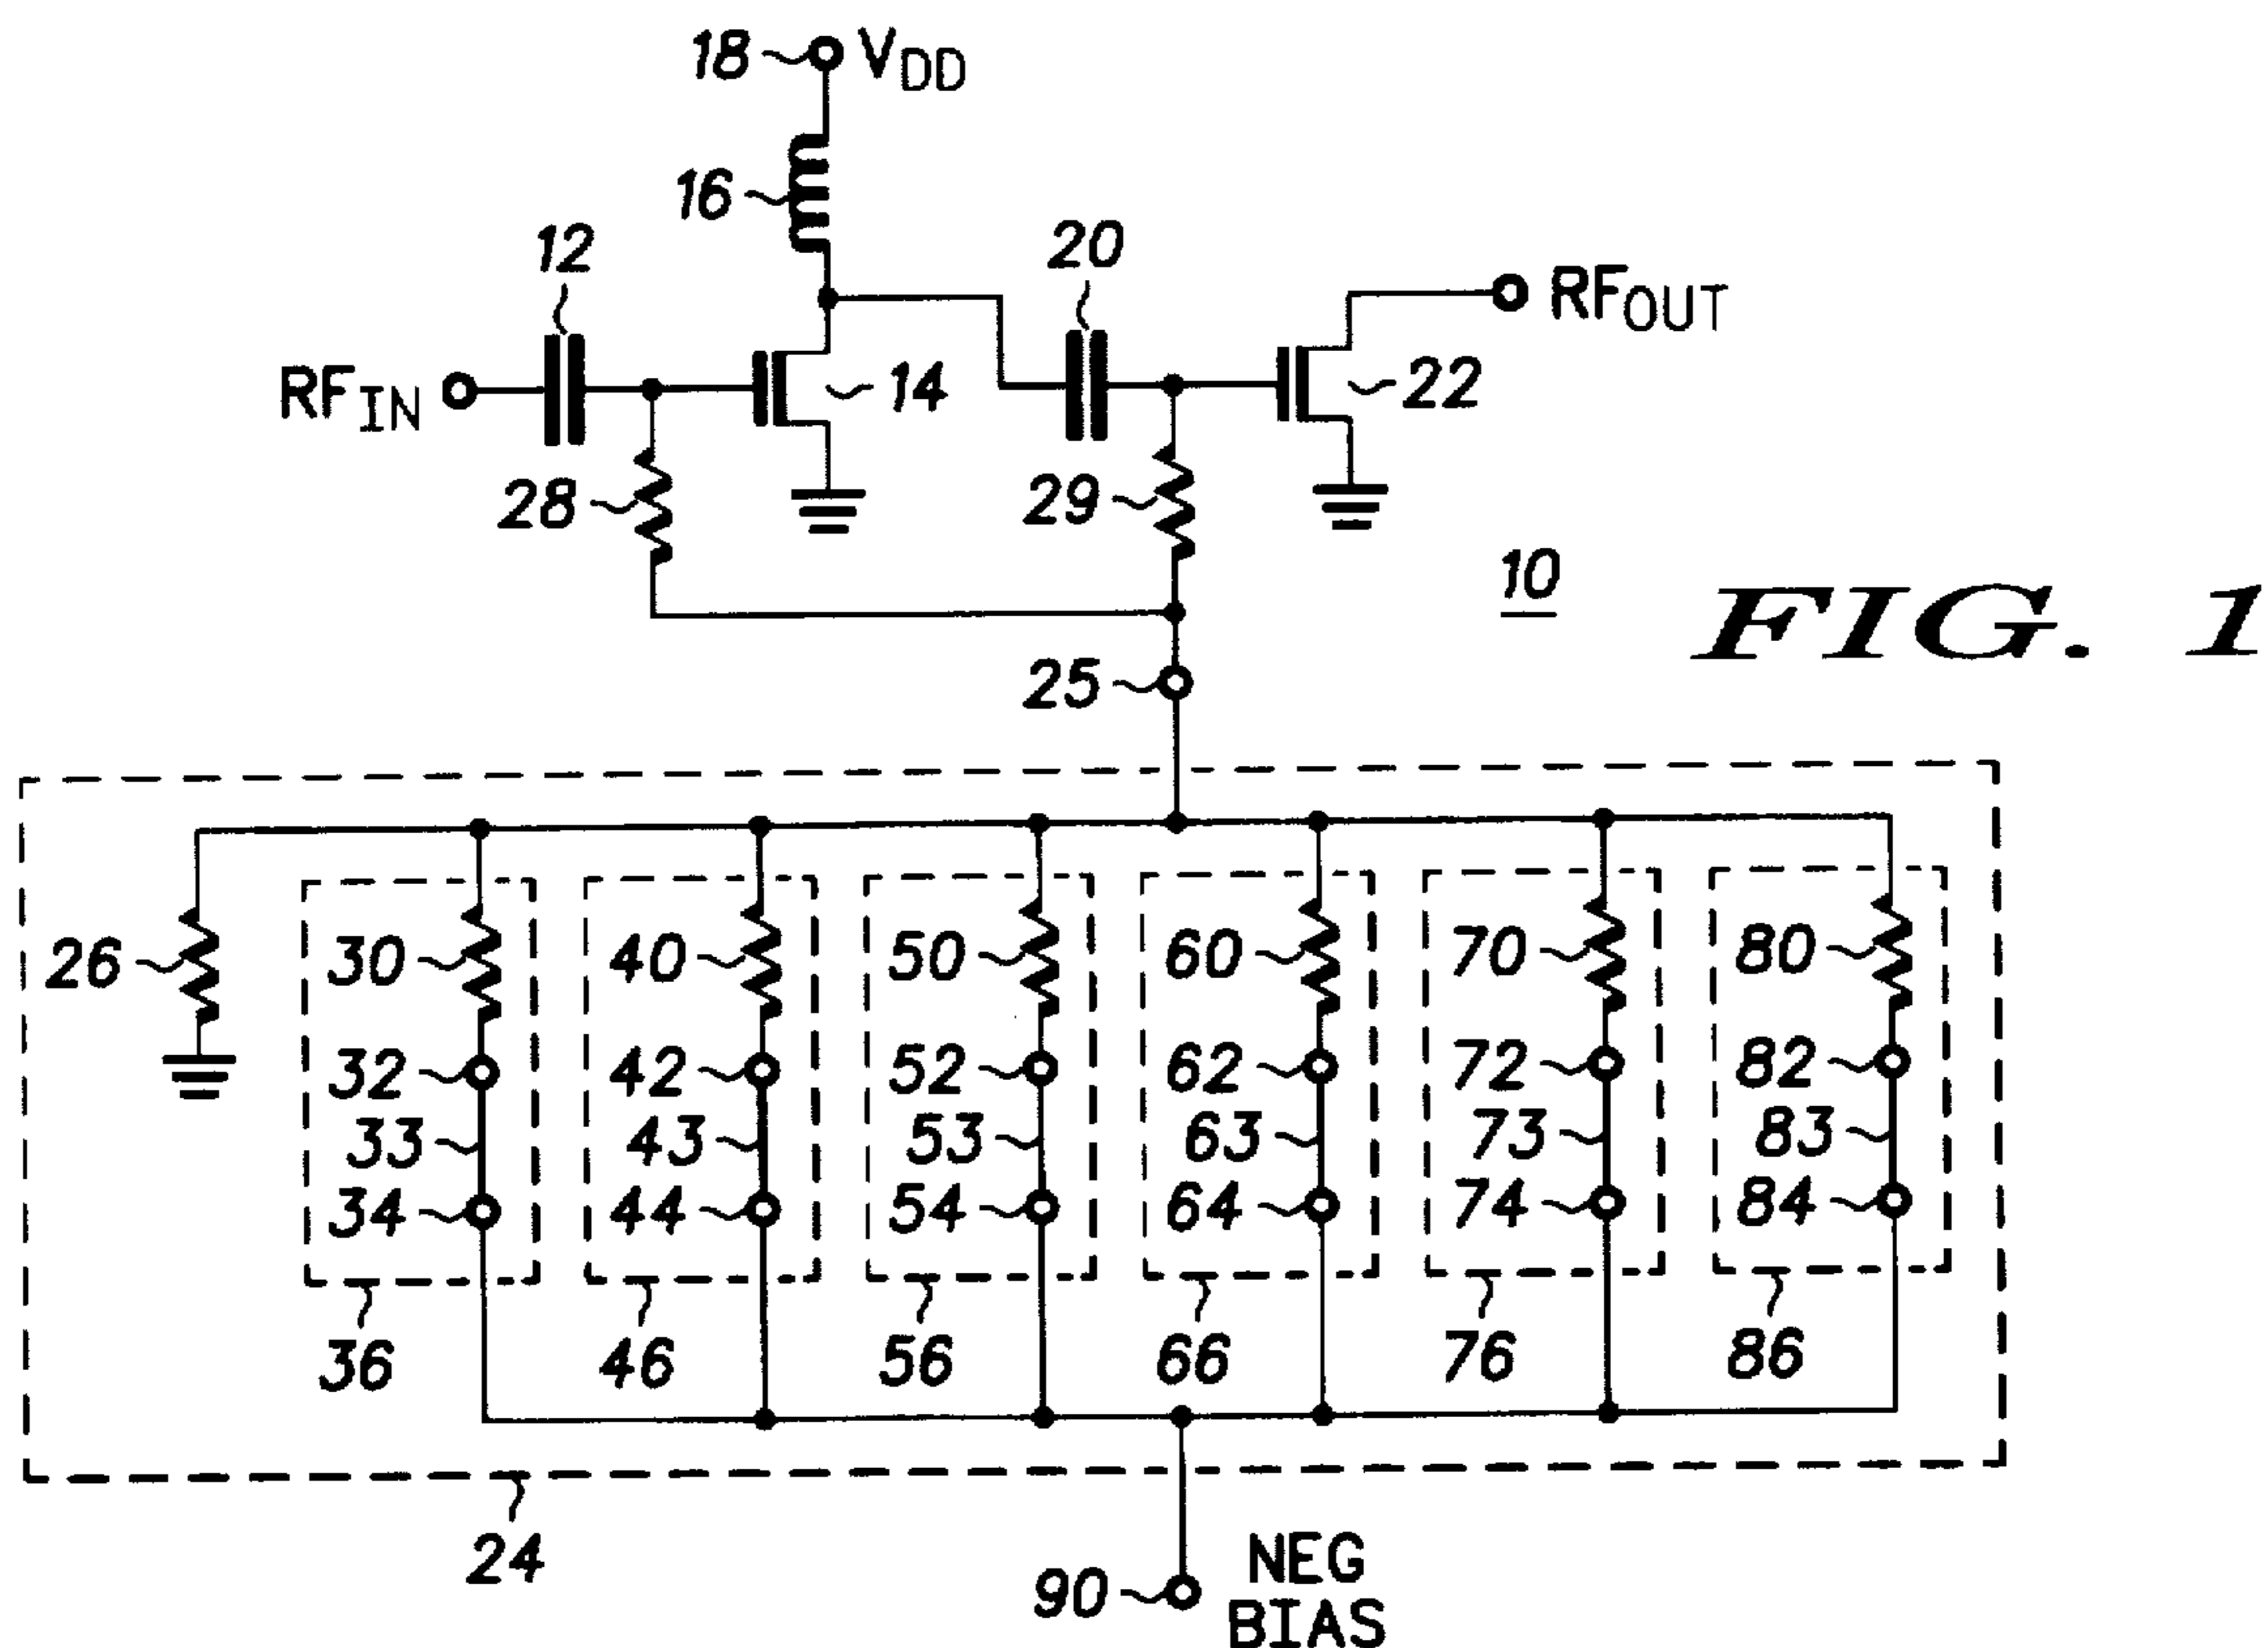 18 VDD
16
12
20
RFOUT
RFIN
14
22
28
29
10
FIG. 1
25
26 30 40 50 60 70 80
32 42 52 62 72 82
33 43 53 63 73 83
34 44 54 64 74 84
36 46 56 66 76 86
24
90 NEG
BIAS